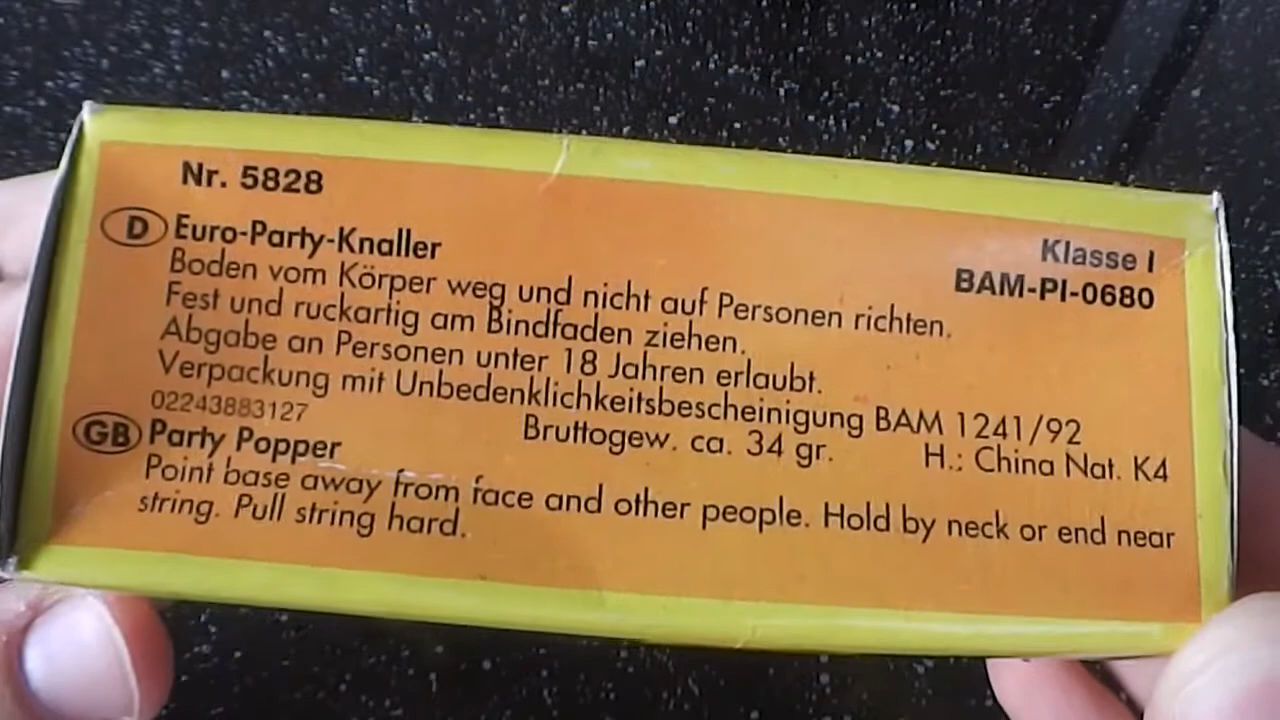 Nr. 5828
Klasse I
BAM-PI-0680
D Euro-Party-Knaller
Boden vom Körper weg und nicht auf Personen richten.
Fest und ruckartig am Bindfaden ziehen.
Abgabe an Personen unter 18 Jahren erlaubt.
Verpackung mit Unbedenklichkeitsbescheinigung BAM 1241/92
02243883127
Bruttogew. ca. 34 gr. H.: China Nat. K4
GB Party Popper
Point base away from face and other people. Hold by neck or end near
string. Pull string hard.